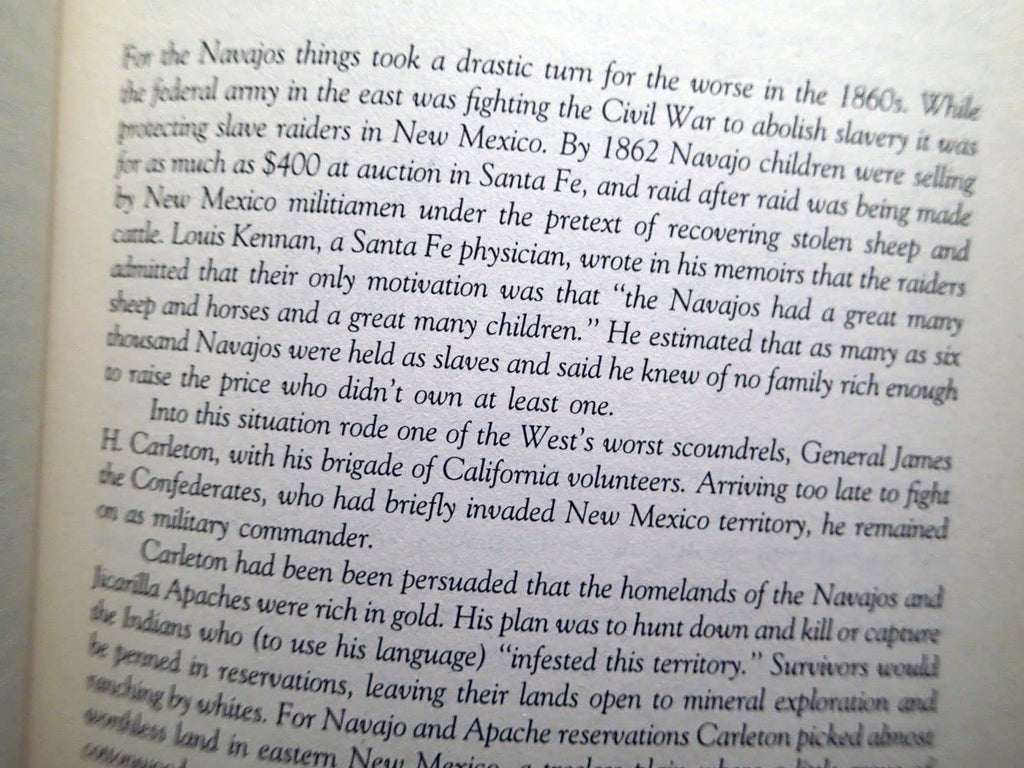 For the Navajos things took a drastic turn for the worse in the 1860s. While
the federal army in the east was fighting the Civil War to abolish slavery it was
protecting slave raiders in New Mexico. By 1862 Navajo children were selling
for as much as $400 at auction in Santa Fe, and raid after raid was being made
by New Mexico militiamen under the pretext of recovering stolen sheep and
cattle. Louis Kennan, a Santa Fe physician, wrote in his memoirs that the raiders
admitted that their only motivation was that “the Navajos had a great many
sheep and horses and a great many children.” He estimated that as many as six
thousand Navajos were held as slaves and said he knew of no family rich enough
to raise the price who didn’t own at least one.
Into this situation rode one of the West’s worst scoundrels, General James
H. Carleton, with his brigade of California volunteers. Arriving too late to fight
the Confederates, who had briefly invaded New Mexico territory, he remained
on as military commander.
Carleton had been been persuaded that the homelands of the Navajos and
Jicarilla Apaches were rich in gold. His plan was to hunt down and kill or capture
the Indians who (to use his language) “infested this territory.” Survivors would
be penned in reservations, leaving their lands open to mineral exploration and
ranching by whites. For Navajo and Apache reservations Carleton picked almost
worthless land in eastern New Mexico, a treeless plain where a little